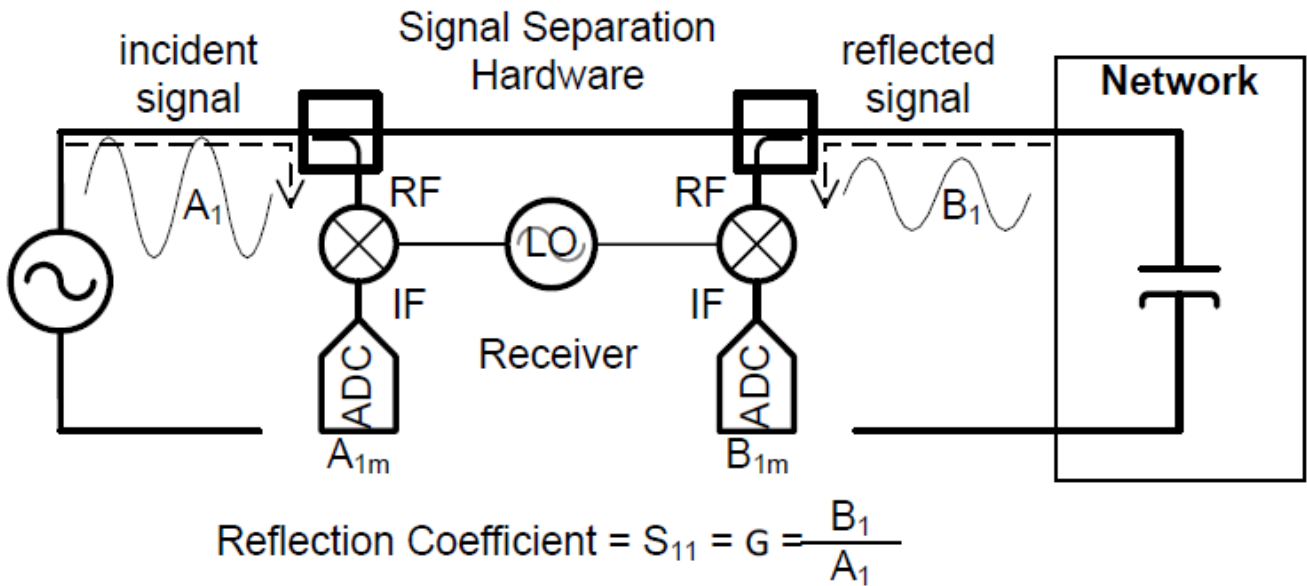 Signal Separation
Hardware
incident
signal
reflected
signal
Network
A₁
RF
LO
RF
B₁
IF
IF
Receiver
ADC
ADC
A₁ₘ
B₁ₘ
Reflection Coefficient = S₁₁ = G = B₁
A₁